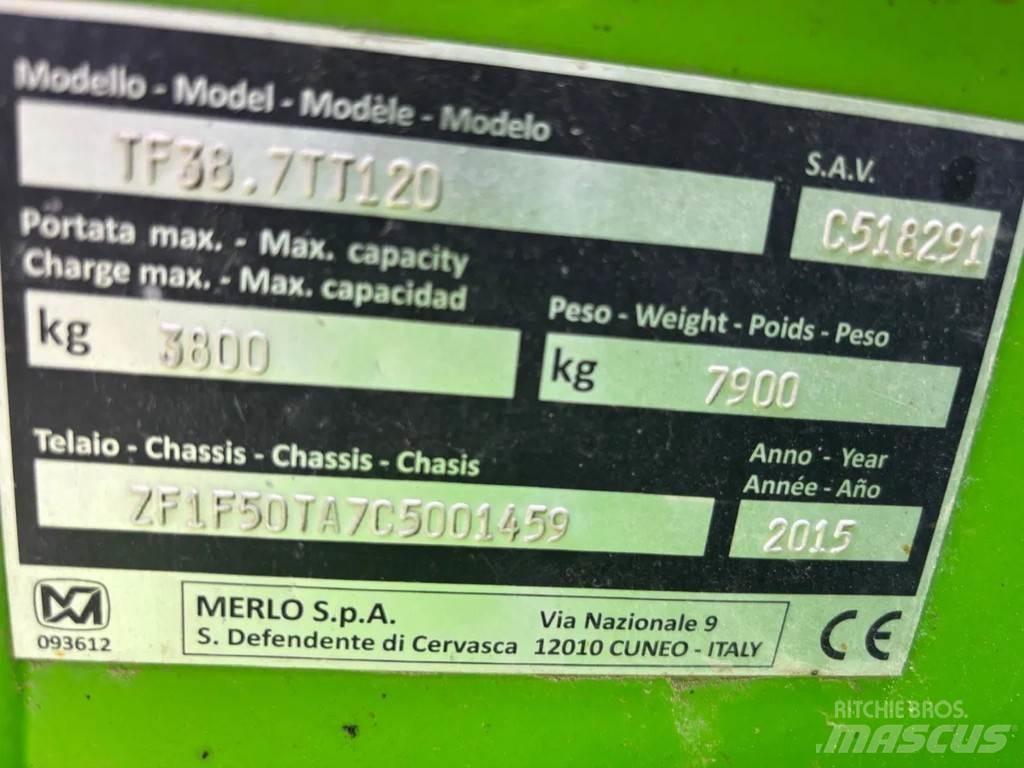 Modello - Model - Modèle - Modelo
TF38.7TT120
S.A.V.
C518291
Portata max. - Max. capacity
Charge max. - Max. capacidad
kg 3800
Peso - Weight - Poids - Peso
kg 7900
Telaio - Chassis - Chassis - Chasis
ZF1F50TA7C5001459
Anno - Year
Année - Año
2015
093612
MERLO S.p.A.
S. Defendente di Cervasca
Via Nazionale 9
12010 CUNEO - ITALY
CE
RITCHIE BROS.
MASCUS